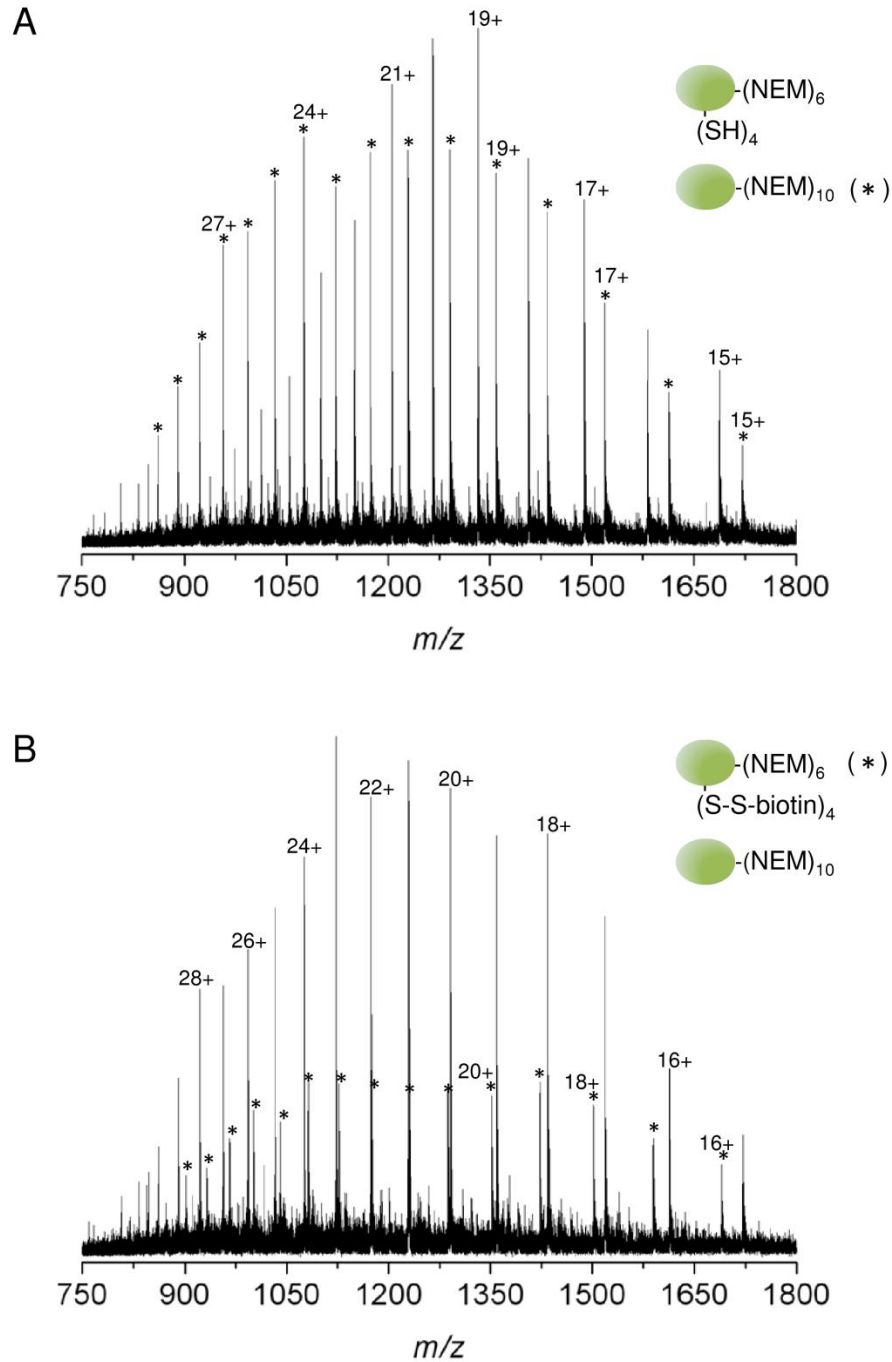 A
19+
21+
24+
19+
27+
17+
17+
15+
15+
* * * * * * * * * * * * * * * *
-(NEM)6
(SH)4
-(NEM)10 (*)
750 900 1050 1200 1350 1500 1650 1800
m/z
B
22+
20+
18+
24+
26+
28+
20+
18+
16+
16+
* * * * * * * * * * * * * * * *
-(NEM)6 (*)
(S-S-biotin)4
-(NEM)10
750 900 1050 1200 1350 1500 1650 1800
m/z